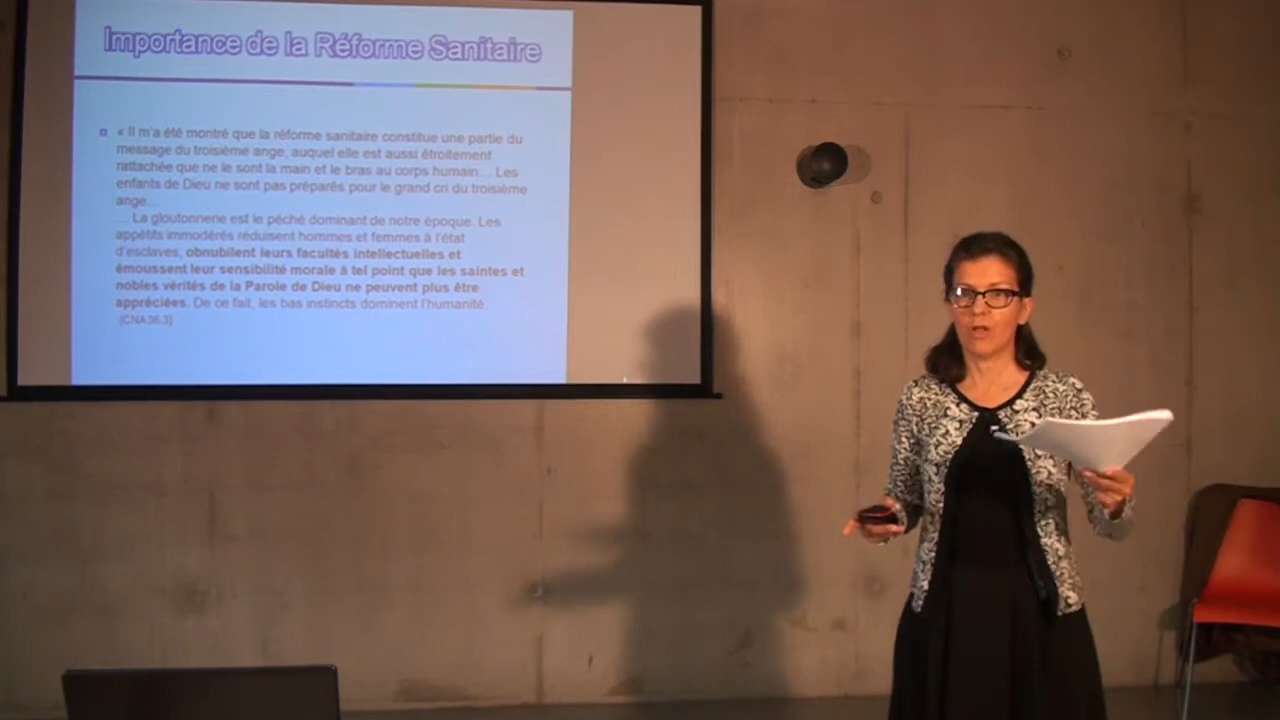 Importance de la Réforme Sanitaire
« Il m'a été montré que la réforme sanitaire constitue une partie du
message du troisième ange, auquel elle est aussi étroitement
rattachée que ne le sont la main et le bras au corps humain... Les
enfants de Dieu ne sont pas préparés pour le grand cri du troisième
ange...
... La gloutonnerie est le péché dominant de notre époque. Les
appétits immodérés réduisent hommes et femmes à l'état
d'esclaves, obnubilent leurs facultés intellectuelles et
émoussent leur sensibilité morale à tel point que les saintes et
nobles vérités de la Parole de Dieu ne peuvent plus être
appréciées. De ce fait, les bas instincts dominent l'humanité.
{CNA36.3}